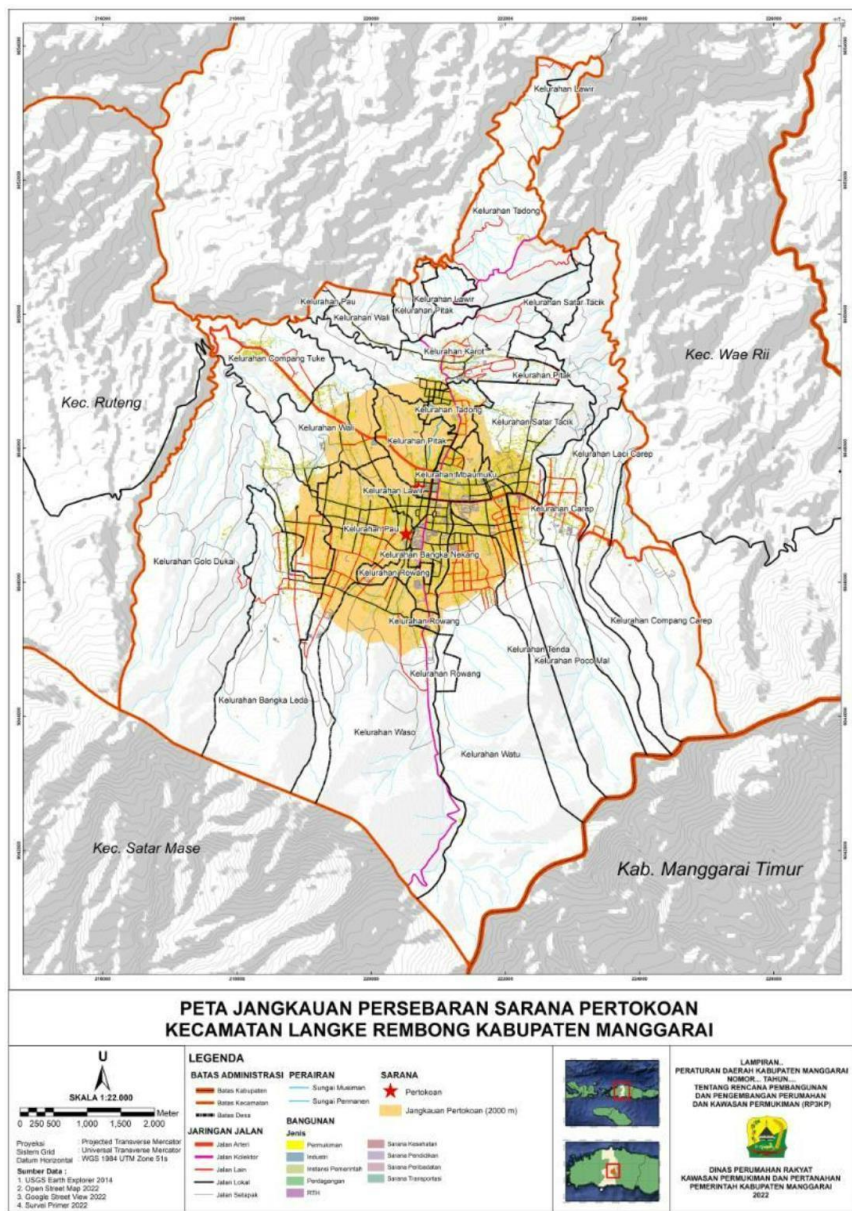 Kelurahan Lawir
Kelurahan Tadong
Kelurahan Pau
Kelurahan Lawir
Kelurahan Satar Tacik
Kelurahan Wali
Kelurahan Pitak
Kelurahan Karot
Kelurahan Compang Tuke
Kec. Wae Rii
Kelurahan Pitak
Kec. Ruteng
Kelurahan Tadong
Kelurahan Satar Tacik
Kelurahan Wali
Kelurahan Pitak
Kelurahan Laci Carep
Kelurahan Mbaumuku
Kelurahan Lawir
Kelurahan Carep
Kelurahan Pau
Kelurahan Bangka Nekang
Kelurahan Golo Dukal
Kelurahan Rowang
Kelurahan Rowang
Kelurahan Compang Carep
Kelurahan Tenda
Kelurahan Poco Mal
Kelurahan Rowang
Kelurahan Bangka Leda
Kelurahan Waso
Kelurahan Watu
Kec. Satar Mase
Kab. Manggarai Timur
PETA JANGKAUAN PERSEBARAN SARANA PERTOKOAN
KECAMATAN LANGKE REMBONG KABUPATEN MANGGARAI
U
SKALA 1:22.000
0 250 500 1,000 1,500 2,000 Meter
Proyeksi : Projected Transverse Mercator
Sistem Grid : Universal Transverse Mercator
Datum Horizontal : WGS 1984 UTM Zone 51s
Sumber Data :
1. USGS Earth Explorer 2014
2. Open Street Map 2022
3. Google Street View 2022
4. Survei Primer 2022
LEGENDA
BATAS ADMINISTRASI
Batas Kabupaten
Batas Kecamatan
Batas Desa
JARINGAN JALAN
Jalan Arteri
Jalan Kolektor
Jalan Lain
Jalan Lokal
Jalan Setapak
PERAIRAN
Sungai Musiman
Sungai Permanen
BANGUNAN
Jenis
Permukiman
Industri
Instansi Pemerintah
Perdagangan
RTH
Sarana Kesehatan
Sarana Pendidikan
Sarana Peribadatan
Sarana Transportasi
SARANA
Pertokoan
Jangkauan Pertokoan (2000 m)
LAMPIRAN..
PERATURAN DAERAH KABUPATEN MANGGARAI
NOMOR... TAHUN....
TENTANG RENCANA PEMBANGUNAN
DAN PENGEMBANGAN PERUMAHAN
DAN KAWASAN PERMUKIMAN (RP3KP)
DINAS PERUMAHAN RAKYAT
KAWASAN PERMUKIMAN DAN PERTANAHAN
PEMERINTAH KABUPATEN MANGGARAI
2022